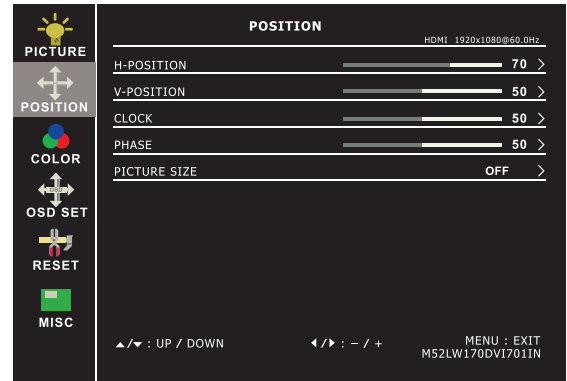 POSITION
HDMI 1920x1080@60.0Hz
PICTURE
POSITION
COLOR
OSD
OSD SET
RESET
MISC
H-POSITION 70 >
V-POSITION 50 >
CLOCK 50 >
PHASE 50 >
PICTURE SIZE OFF >
▲/▼ : UP / DOWN ◀/▶ : - / + MENU : EXIT
M52LW170DVI701IN